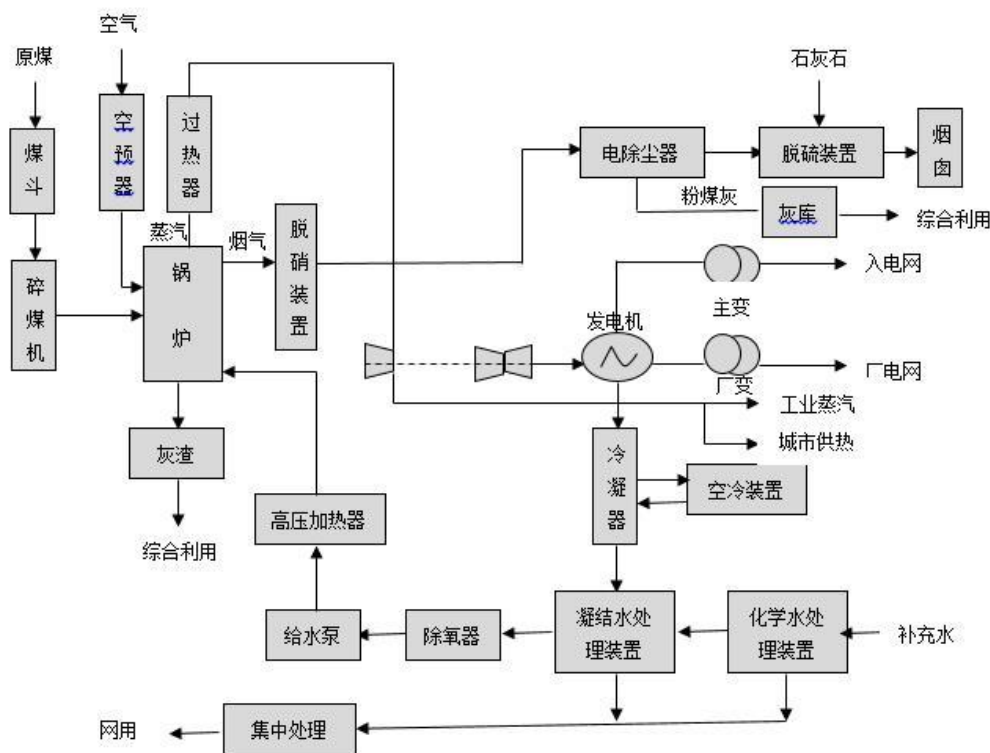 空气
原煤
石灰石
空预器
过热器
煤斗
电除尘器
脱硫装置
烟囱
粉煤灰
灰库
综合利用
蒸汽
烟气
脱硝装置
锅炉
碎煤机
入电网
主变
发电机
厂变
厂电网
工业蒸汽
城市供热
灰渣
冷凝器
空冷装置
高压加热器
综合利用
给水泵
除氧器
凝结水处
理装置
化学水处
理装置
补充水
网用
集中处理